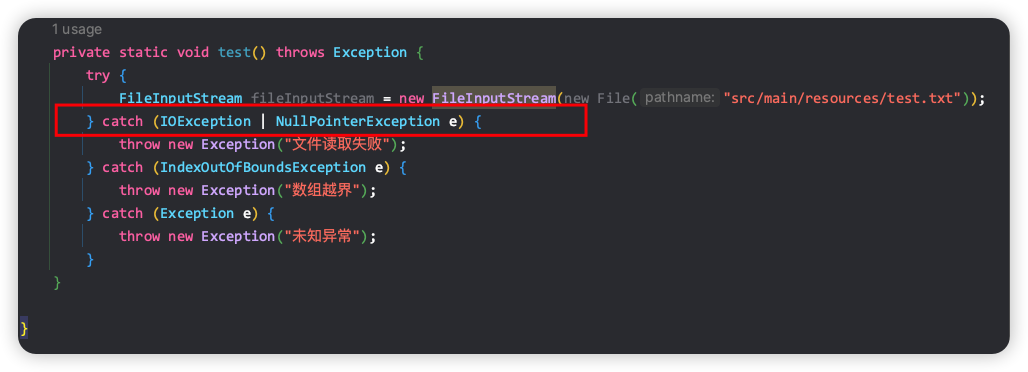 1 usage
private static void test() throws Exception {
try {
FileInputStream fileInputStream = new FileInputStream(new File( pathname: "src/main/resources/test.txt"));
} catch (IOException | NullPointerException e) {
throw new Exception("文件读取失败");
} catch (IndexOutOfBoundsException e) {
throw new Exception("数组越界");
} catch (Exception e) {
throw new Exception("未知异常");
}
}
}